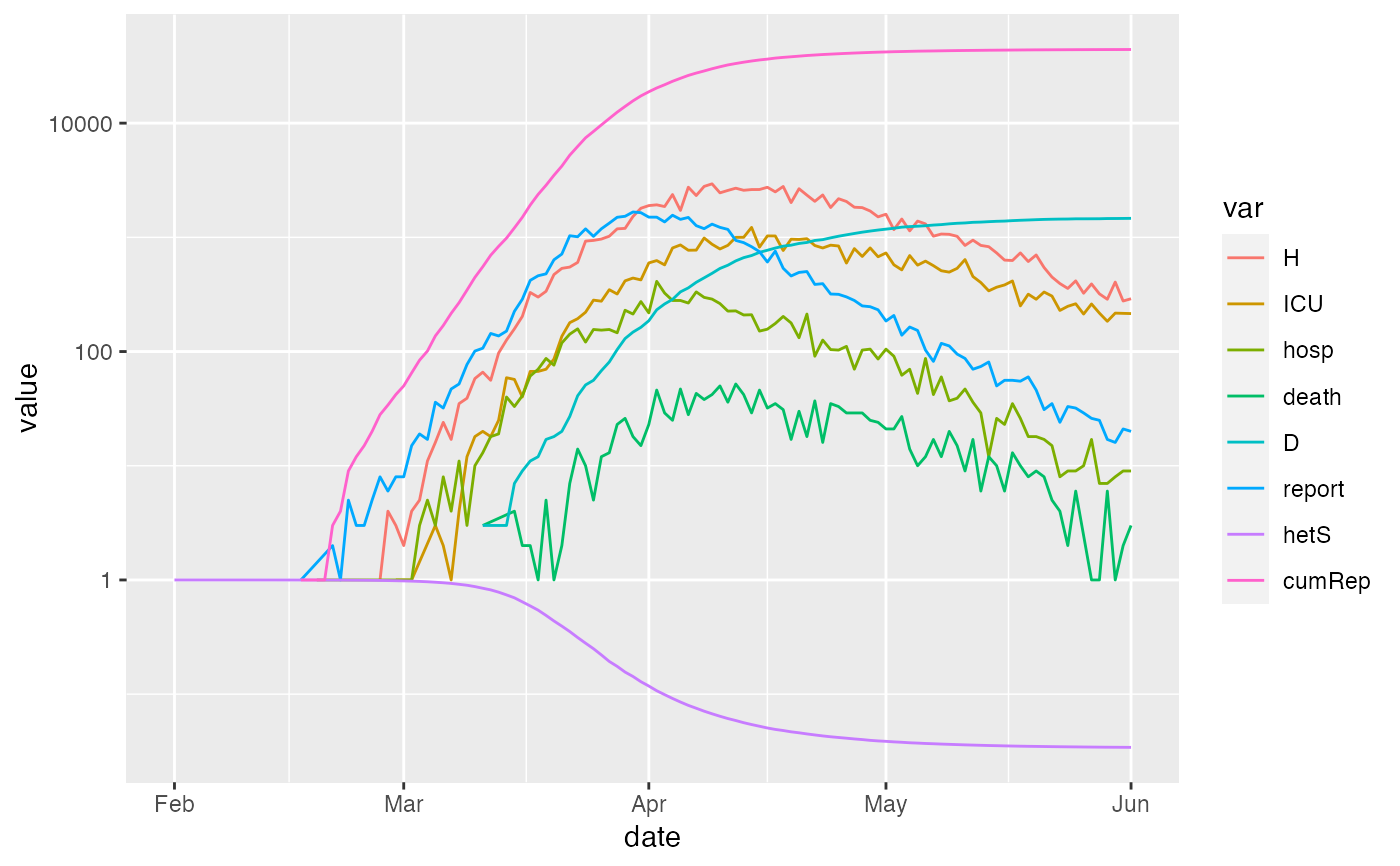 value
10000
100
1
Feb
Mar
Apr
May
Jun
date
var
H
ICU
hosp
death
D
report
hetS
cumRep